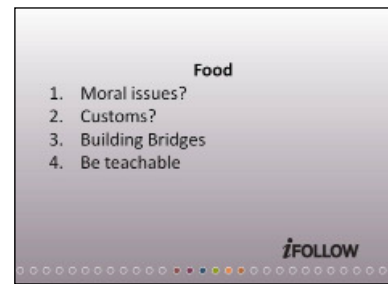 Food
1. Moral issues?
2. Customs?
3. Building Bridges
4. Be teachable
iFOLLOW